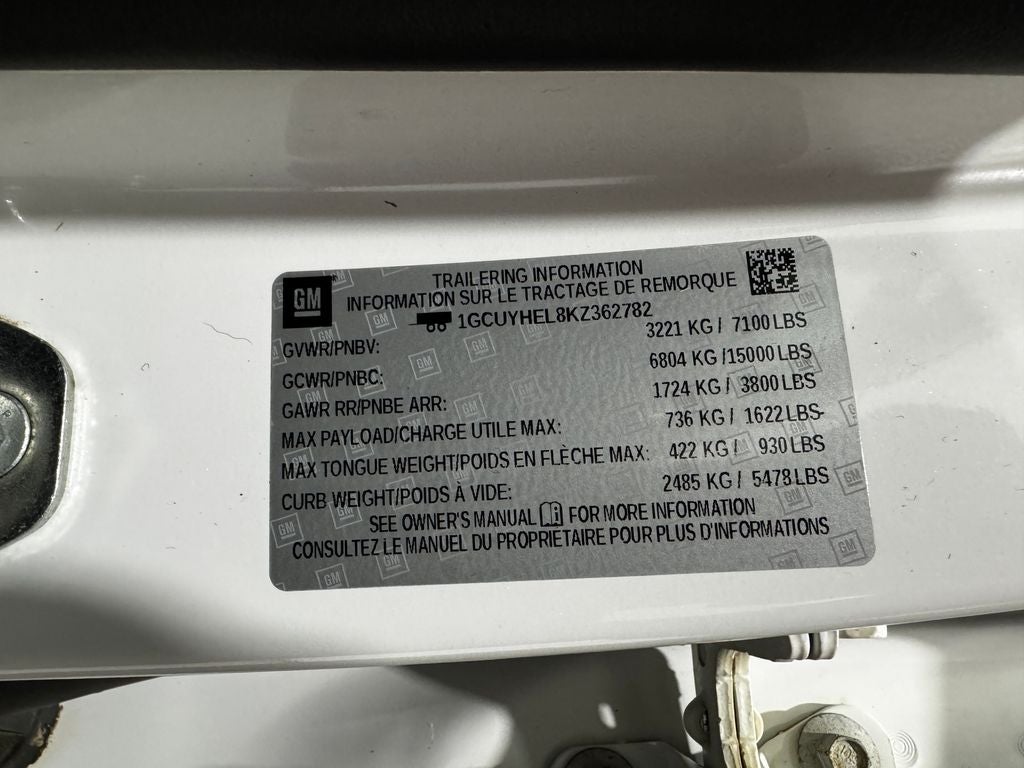 GM
TRAILERING INFORMATION
INFORMATION SUR LE TRACTAGE DE REMORQUE
1GCUYHEL8KZ362782
GVWR/PNBV: 3221 KG / 7100 LBS
GCWR/PNBC: 6804 KG /15000 LBS
GAWR RR/PNBE ARR: 1724 KG / 3800 LBS
MAX PAYLOAD/CHARGE UTILE MAX: 736 KG / 1622 LBS
MAX TONGUE WEIGHT/POIDS EN FLÈCHE MAX: 422 KG / 930 LBS
CURB WEIGHT/POIDS À VIDE: 2485 KG / 5478 LBS
SEE OWNER'S MANUAL FOR MORE INFORMATION
CONSULTEZ LE MANUEL DU PROPRIETAIRE POUR PLUS D'INFORMATIONS